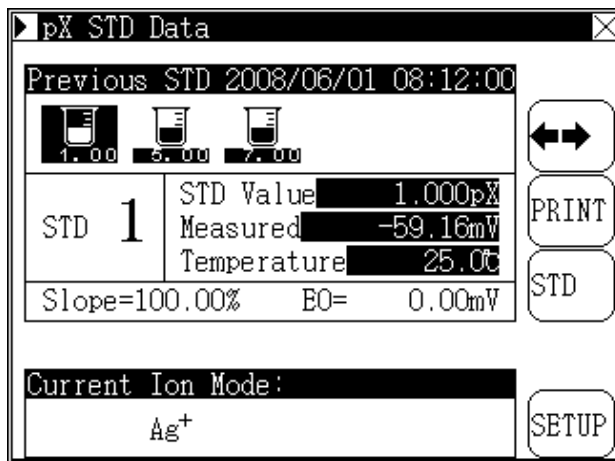 pX STD Data
Previous STD 2008/06/01 08:12:00
1.00 5.00 7.00
STD 1
STD Value 1.000pX
Measured -59.16mV
Temperature 25.0℃
Slope=100.00% E0= 0.00mV
Current Ion Mode:
Ag⁺
PRINT
STD
SETUP